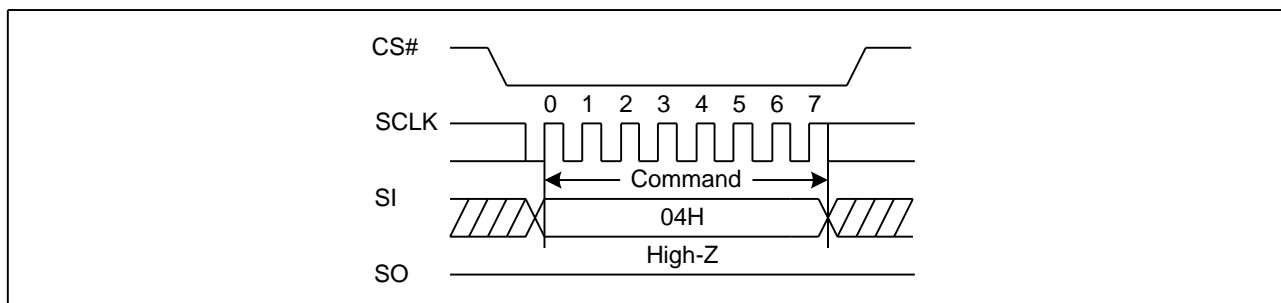 CS#
0 1 2 3 4 5 6 7
SCLK
Command
SI
04H
High-Z
SO